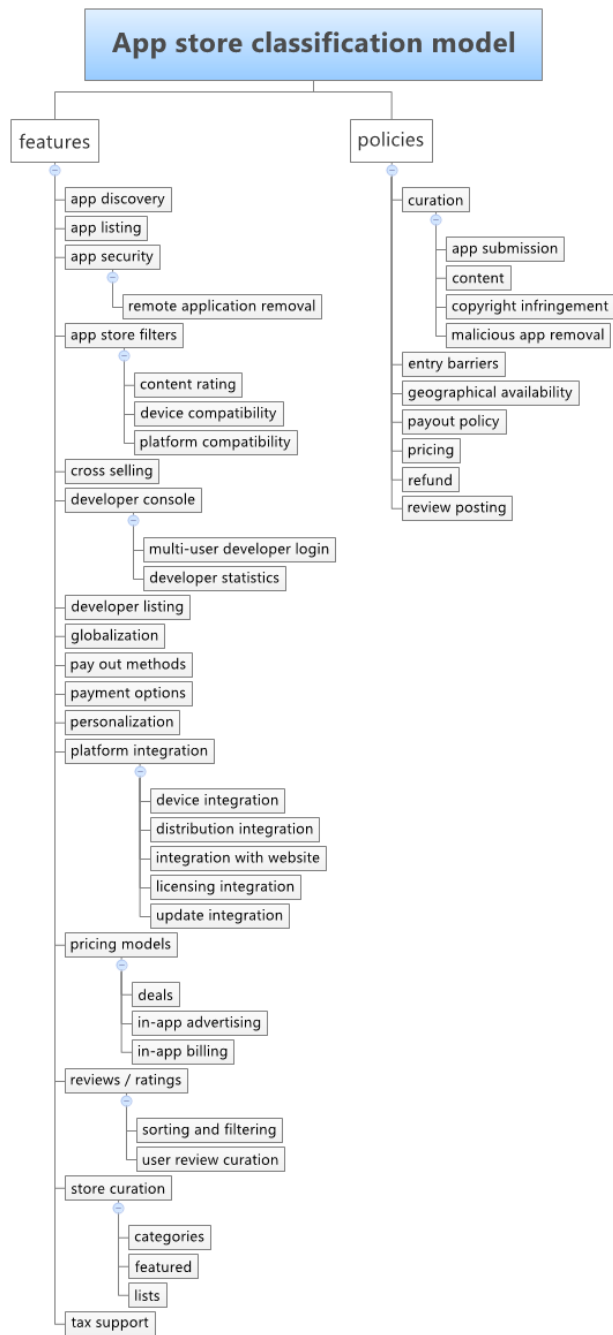 App store classification model
features
app discovery
app listing
app security
remote application removal
app store filters
content rating
device compatibility
platform compatibility
cross selling
developer console
multi-user developer login
developer statistics
developer listing
globalization
pay out methods
payment options
personalization
platform integration
device integration
distribution integration
integration with website
licensing integration
update integration
pricing models
deals
in-app advertising
in-app billing
reviews / ratings
sorting and filtering
user review curation
store curation
categories
featured
lists
tax support
policies
curation
app submission
content
copyright infringement
malicious app removal
entry barriers
geographical availability
payout policy
pricing
refund
review posting